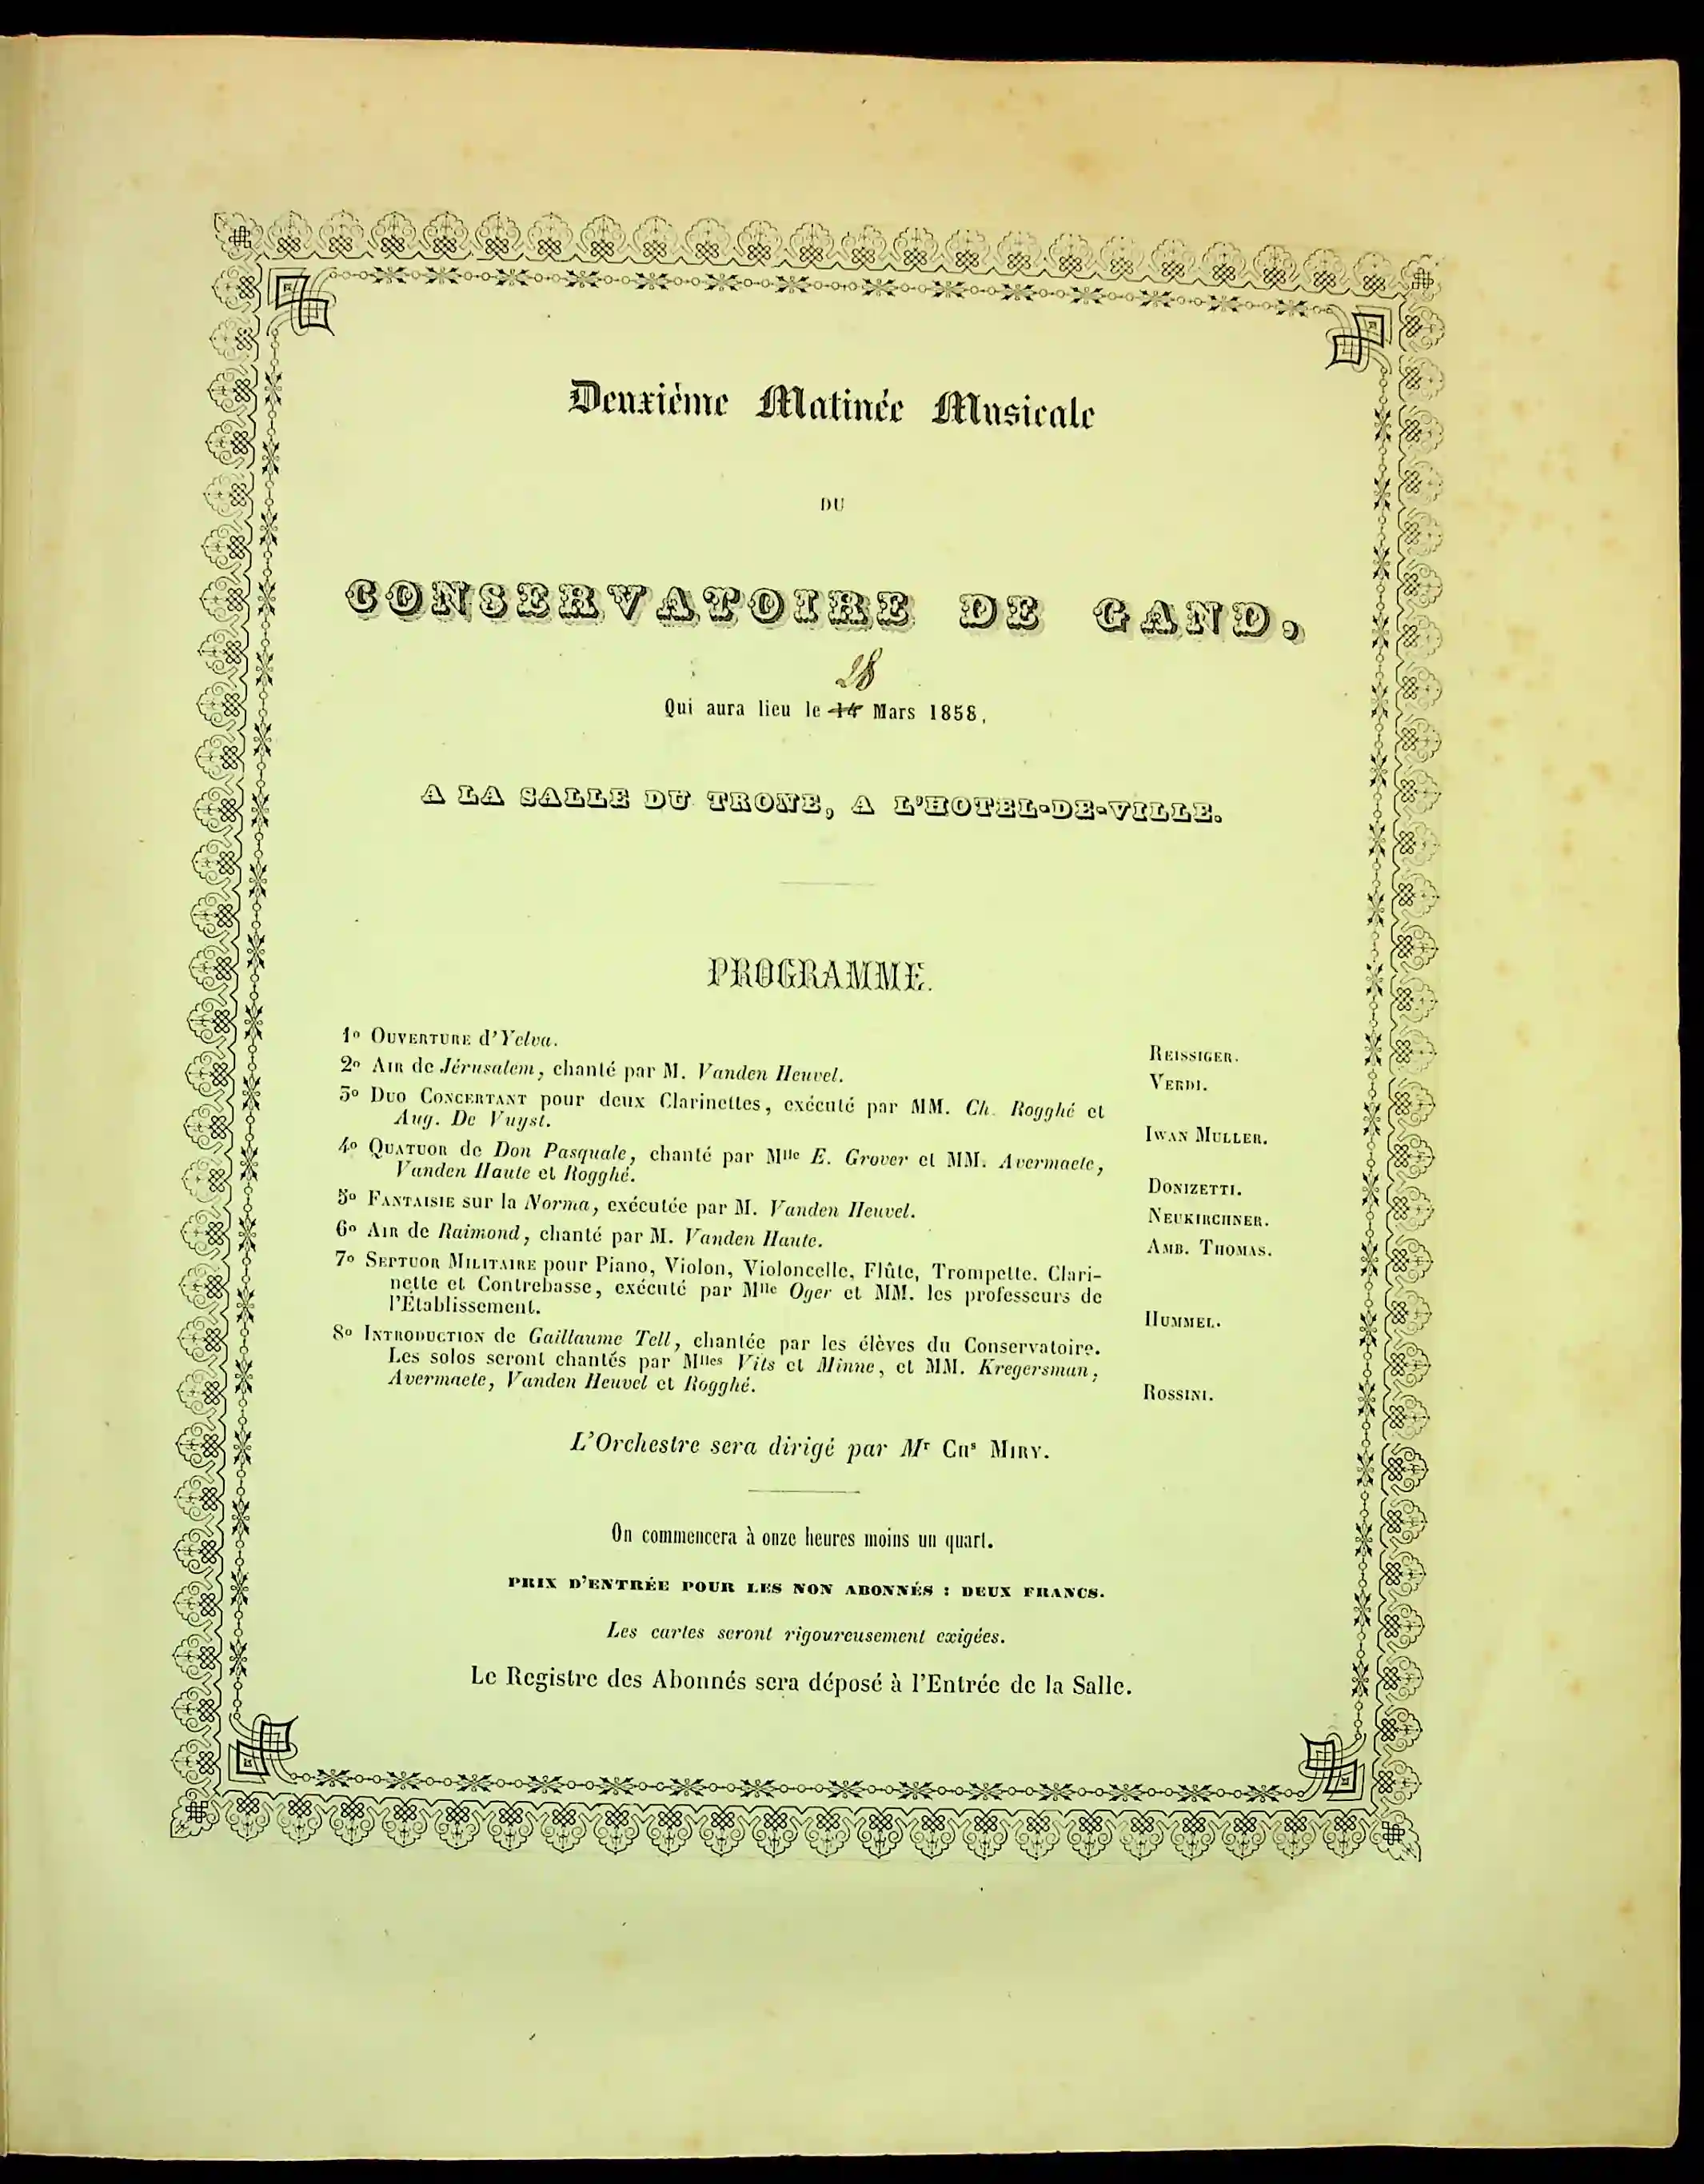 Deuxième Matinée Musicale
DU
CONSERVATOIRE DE GAND,
28
Qui aura lieu le 14 Mars 1858,
A LA SALLE DU TRONE, A L'HOTEL-DE-VILLE.
PROGRAMME.
1º OUVERTURE d'Yelva. REISSIGER.
2º AIR de Jérusalem, chanté par M. Vanden Heuvel. VERDI.
3º DUO CONCERTANT pour deux Clarinettes, exécuté par MM. Ch. Rogghé et
Aug. De Vuyst. IWAN MULLER.
4º QUATUOR de Don Pasquale, chanté par Mlle E. Grover et MM. Avermaete,
Vanden Haute et Rogghé. DONIZETTI.
5º FANTAISIE sur la Norma, exécutée par M. Vanden Heuvel. NEUKIRCHNER.
6º AIR de Raimond, chanté par M. Vanden Haute. AMB. THOMAS.
7º SEPTUOR MILITAIRE pour Piano, Violon, Violoncelle, Flûte, Trompette. Clari-
nette et Contrebasse, exécuté par Mlle Oger et MM. les professeurs de
l'Établissement. HUMMEL.
8º INTRODUCTION de Gaillaume Tell, chantée par les élèves du Conservatoire.
Les solos seront chantés par Mlles Vits et Minne, et MM. Kregersman,
Avermaete, Vanden Heuvel et Rogghé. ROSSINI.
L'Orchestre sera dirigé par Mr CHs MIRY.
On commencera à onze heures moins un quart.
PRIX D'ENTRÉE POUR LES NON ABONNÉS : DEUX FRANCS.
Les cartes seront rigoureusement exigées.
Le Registre des Abonnés sera déposé à l'Entrée de la Salle.